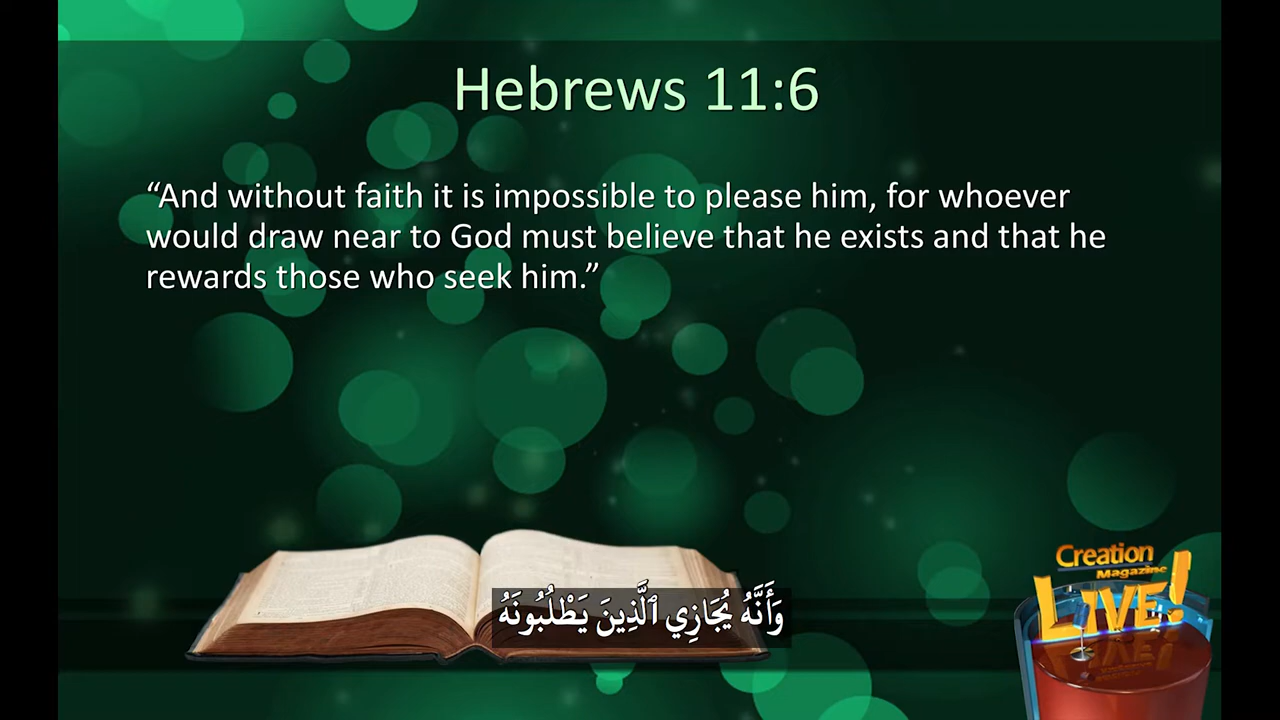 Hebrews 11:6
“And without faith it is impossible to please him, for whoever
would draw near to God must believe that he exists and that he
rewards those who seek him.”
وَأَنَّهُ يُجَازِي ٱلَّذِينَ يَطْلُبُونَهُ
Creation
Magazine
LIVE!